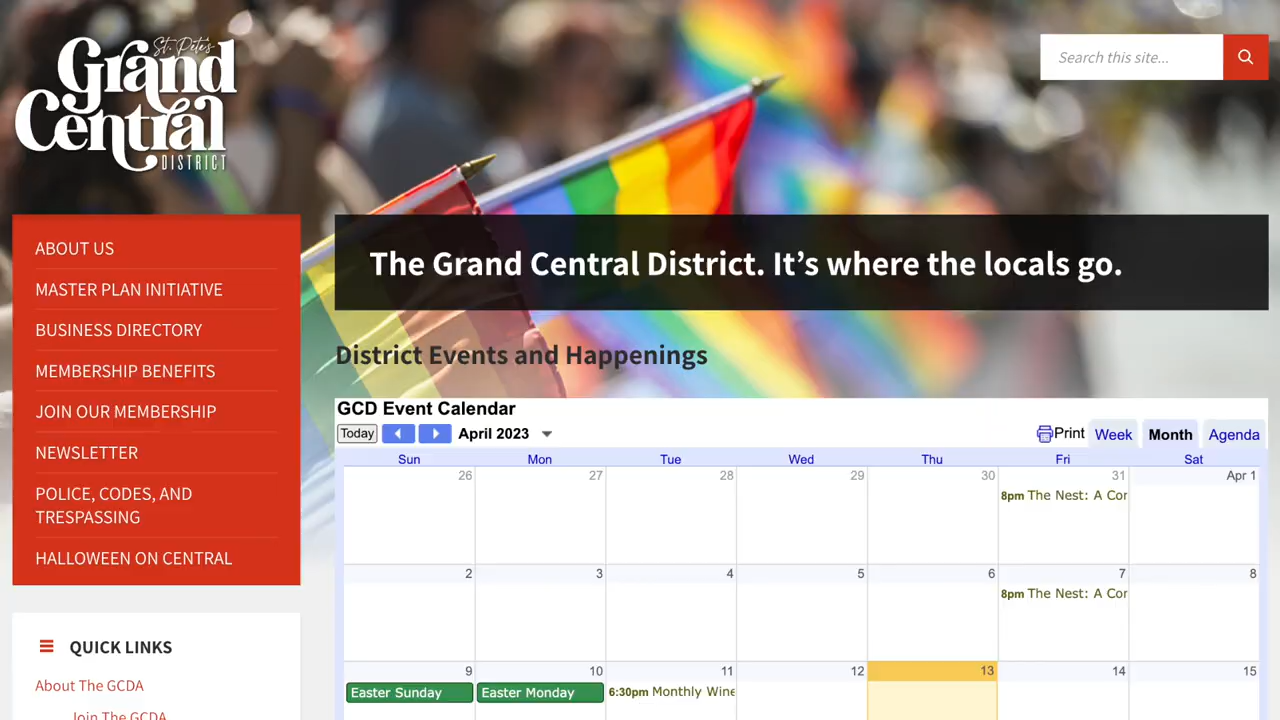 St. Pete's
Grand
Central
DISTRICT
Search this site...
ABOUT US
MASTER PLAN INITIATIVE
BUSINESS DIRECTORY
MEMBERSHIP BENEFITS
JOIN OUR MEMBERSHIP
NEWSLETTER
POLICE, CODES, AND
TRESPASSING
HALLOWEEN ON CENTRAL
QUICK LINKS
About The GCDA
Join The GCDA
The Grand Central District. It’s where the locals go.
District Events and Happenings
GCD Event Calendar
Today April 2023 Print Week Month Agenda
Sun Mon Tue Wed Thu Fri Sat
26 27 28 29 30 31 Apr 1
8pm The Nest: A Cor
2 3 4 5 6 7 8
8pm The Nest: A Cor
9 10 11 12 13 14 15
Easter Sunday Easter Monday 6:30pm Monthly Wine